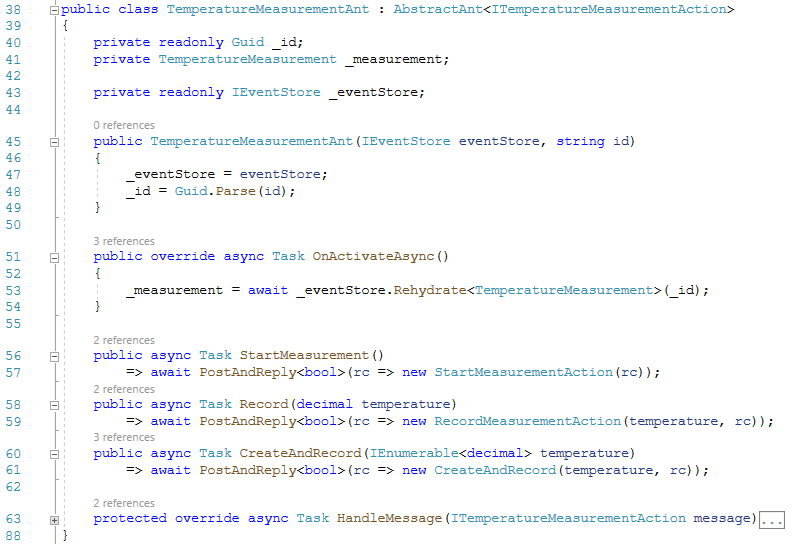 38 public class TemperatureMeasurementAnt : AbstractAnt<ITemperatureMeasurementAction>
39 {
40 private readonly Guid _id;
41 private TemperatureMeasurement _measurement;
42
43 private readonly IEventStore _eventStore;
44
0 references
45 public TemperatureMeasurementAnt(IEventStore eventStore, string id)
46 {
47 _eventStore = eventStore;
48 _id = Guid.Parse(id);
49 }
50
3 references
51 public override async Task OnActivateAsync()
52 {
53 _measurement = await _eventStore.Rehydrate<TemperatureMeasurement>(_id);
54 }
55
2 references
56 public async Task StartMeasurement()
57 => await PostAndReply<bool>(rc => new StartMeasurementAction(rc));
2 references
58 public async Task Record(decimal temperature)
59 => await PostAndReply<bool>(rc => new RecordMeasurementAction(temperature, rc));
3 references
60 public async Task CreateAndRecord(IEnumerable<decimal> temperature)
61 => await PostAndReply<bool>(rc => new CreateAndRecord(temperature, rc));
62
2 references
63 protected override async Task HandleMessage(ITemperatureMeasurementAction message)...
88 }